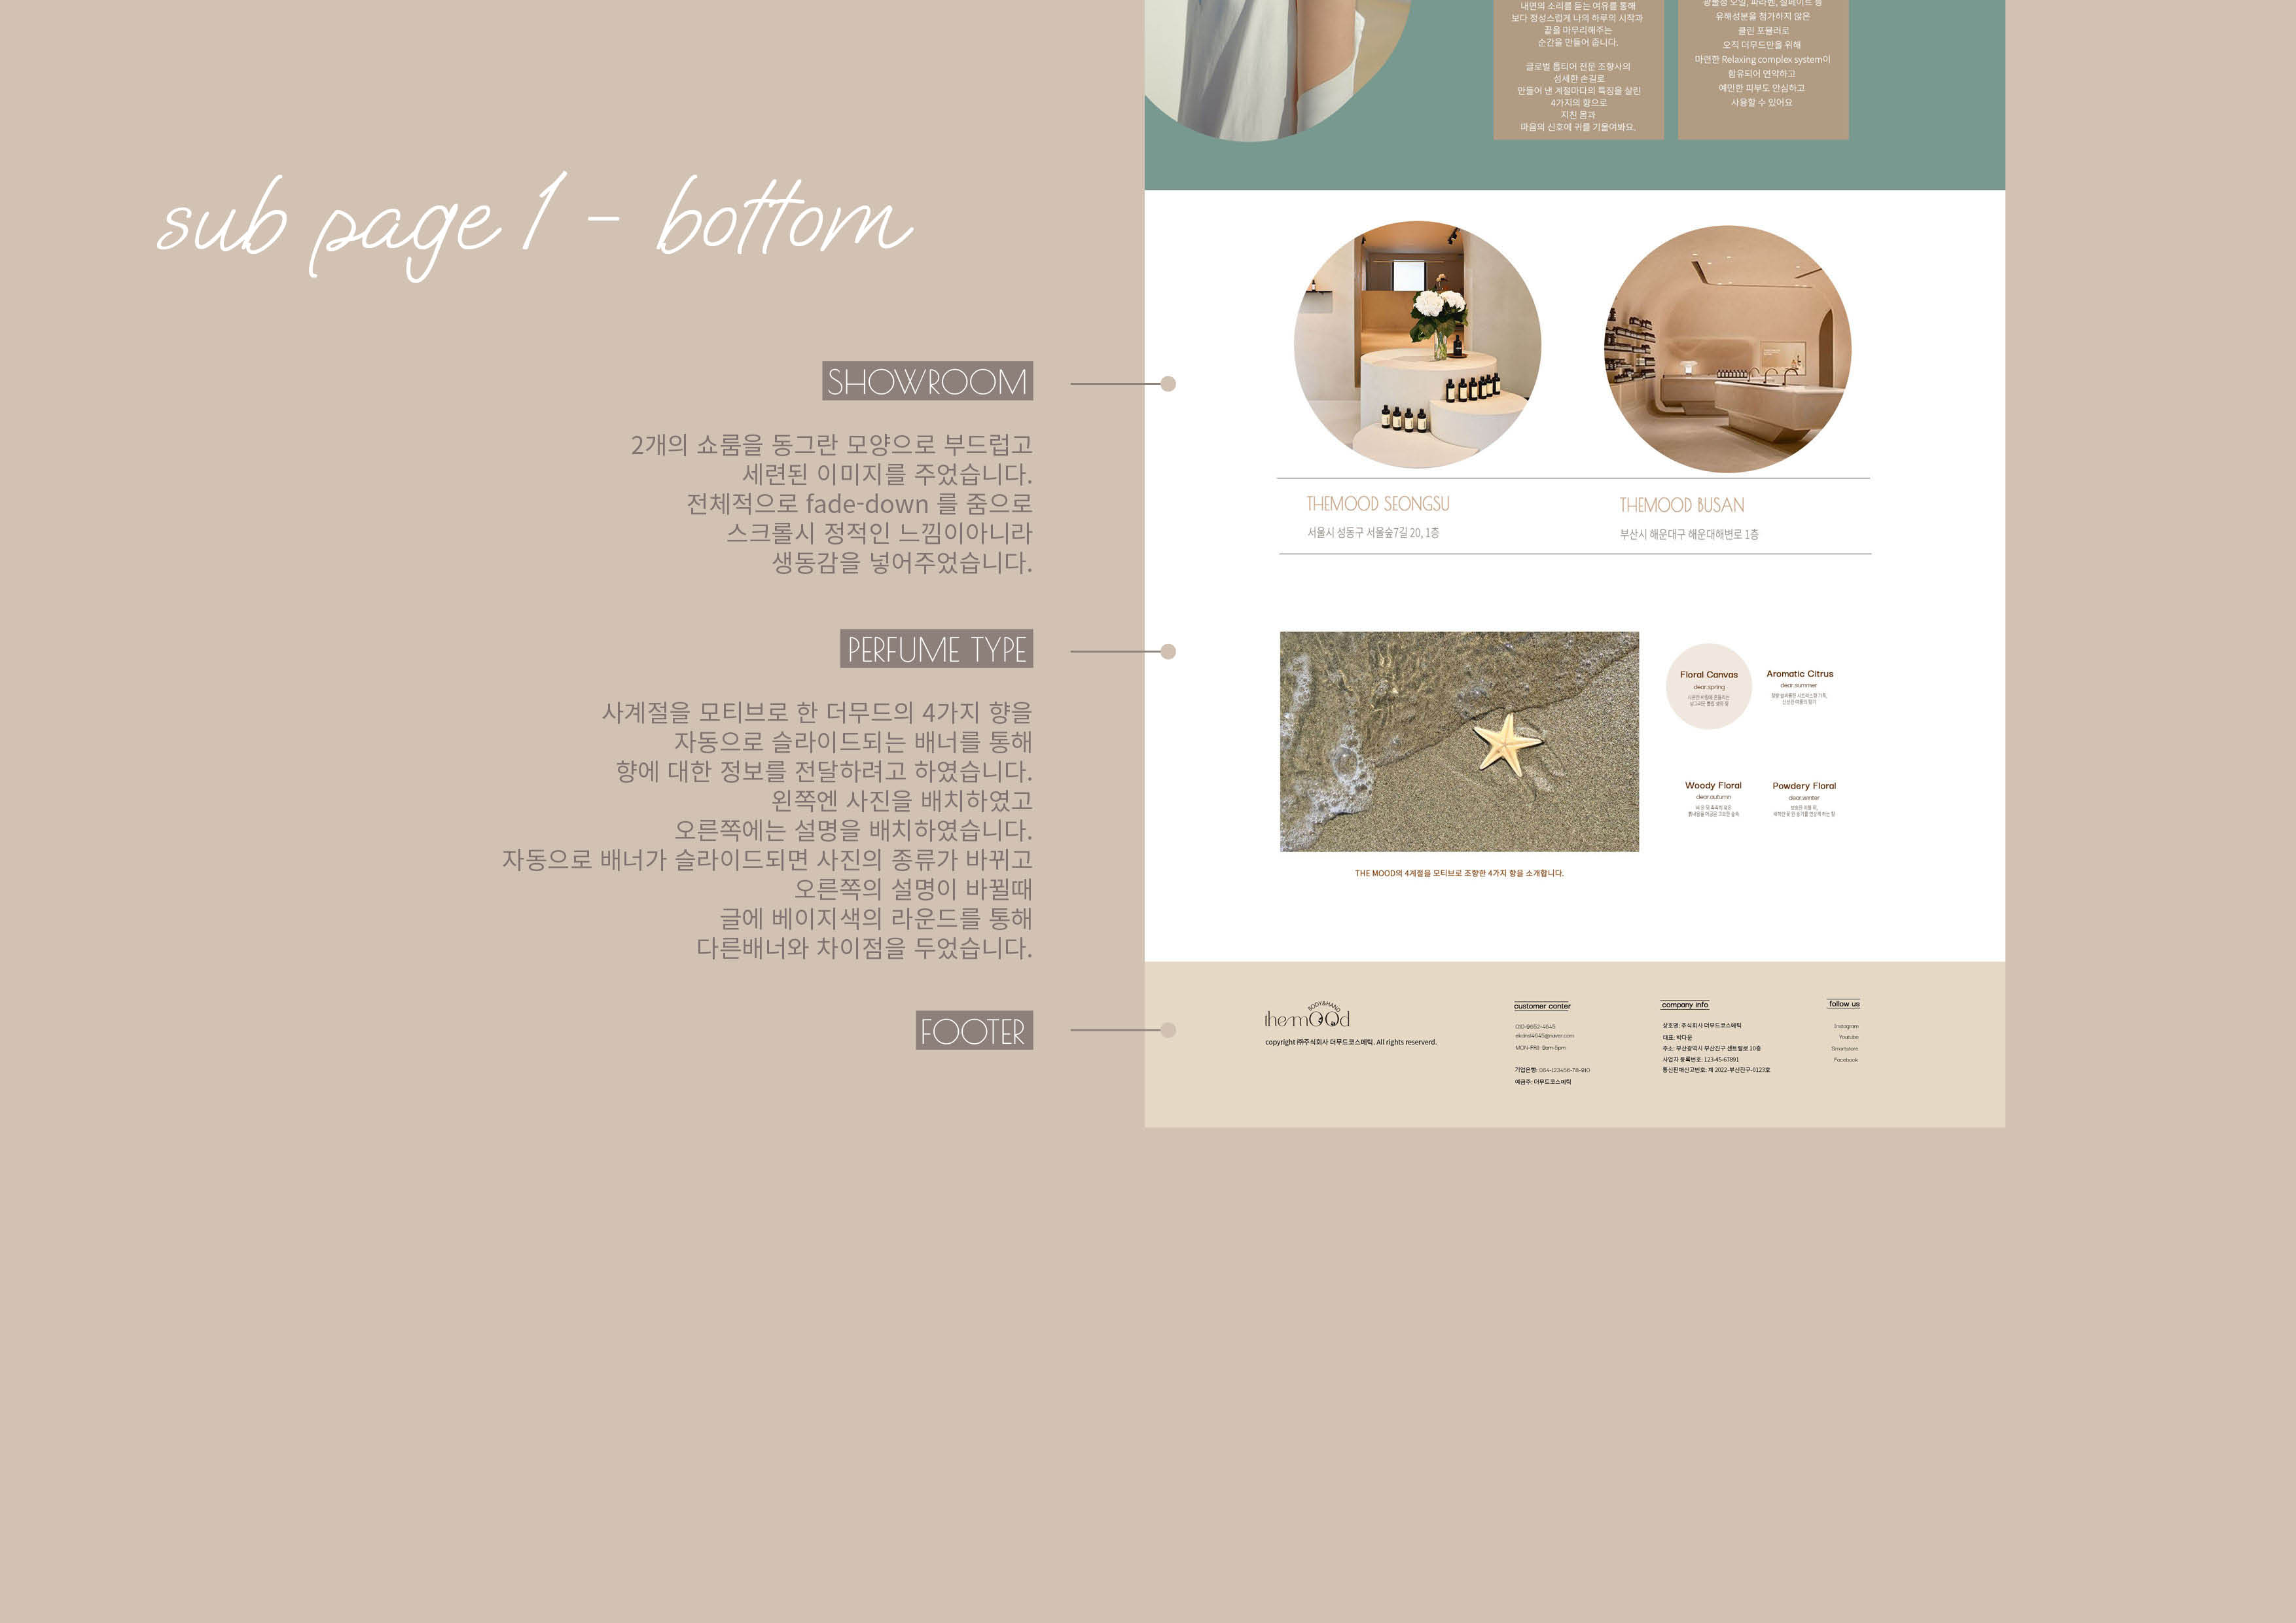 sub page 1 - bottom
SHOWROOM
2개의 쇼룸을 동그란 모양으로 부드럽고
세련된 이미지를 주었습니다.
전체적으로 fade-down 를 줌으로
스크롤시 정적인 느낌이아니라
생동감을 넣어주었습니다.
PERFUME TYPE
사계절을 모티브로 한 더무드의 4가지 향을
자동으로 슬라이드되는 배너를 통해
향에 대한 정보를 전달하려고 하였습니다.
왼쪽엔 사진을 배치하였고
오른쪽에는 설명을 배치하였습니다.
자동으로 배너가 슬라이드되면 사진의 종류가 바뀌고
오른쪽의 설명이 바뀔때
글에 베이지색의 라운드를 통해
다른배너와 차이점을 두었습니다.
FOOTER
내면의 소리를 듣는 여유를 통해
보다 정성스럽게 나의 하루의 시작과
끝을 마무리해주는
순간을 만들어 줍니다.
글로벌 톱티어 전문 조향사의
섬세한 손길로
만들어 낸 계절마다의 특징을 살린
4가지의 향으로
지친 몸과
마음의 신호에 귀를 기울여봐요.
광물성 오일, 파라벤, 설페이트 등
유해성분을 첨가하지 않은
클린 포뮬러로
오직 더무드만을 위해
마련한 Relaxing complex system이
함유되어 연약하고
예민한 피부도 안심하고
사용할 수 있어요
THEMOOD SEONGSU
서울시 성동구 서울숲7길 20, 1층
THEMOOD BUSAN
부산시 해운대구 해운대해변로 1층
Floral Canvas
dear.spring
Aromatic Citrus
dear.summer
Woody Floral
dear.autumn
Powdery Floral
dear.winter
THE MOOD의 4계절을 모티브로 조향한 4가지 향을 소개합니다.
BODY&HAND
themOOd
copyright ㈜주식회사 더무드코스메틱. All rights reserverd.
customer conter
MON-FRI: 9am-5pm
예금주: 더무드코스메틱
company info
상호명: 주식회사 더무드코스메틱
대표: 박다운
주소: 부산광역시 부산진구 센트럴로 10층
사업자 등록번호: 123-45-67891
통신판매신고번호: 제 2022-부산진구-0123호
follow us
Instagram
Youtube
Smartstore
Facebook